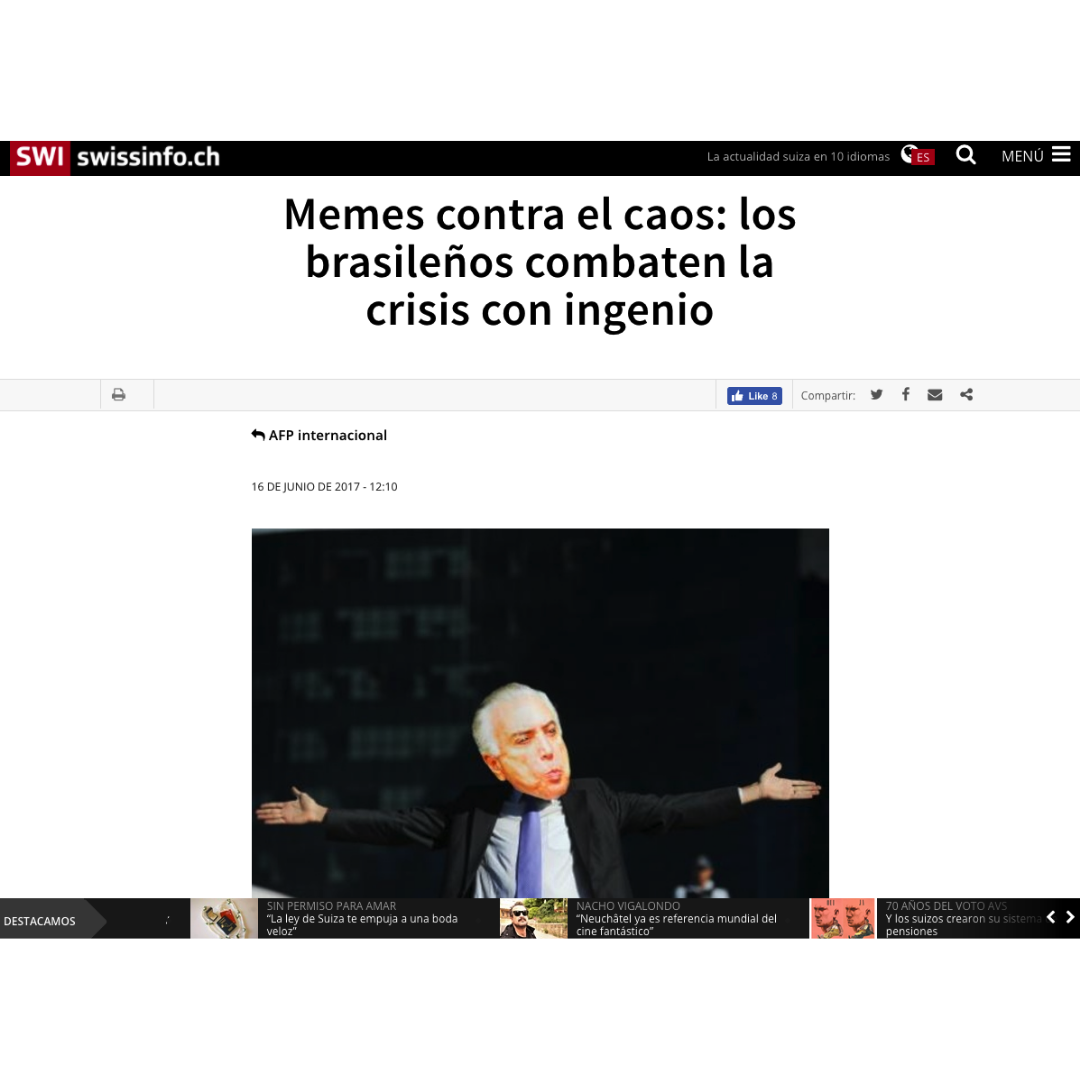 SWI swissinfo.ch
La actualidad suiza en 10 idiomas
ES
MENÚ
Memes contra el caos: los
brasileños combaten la
crisis con ingenio
Like 8
Compartir:
AFP internacional
16 DE JUNIO DE 2017 - 12:10
DESTACAMOS
SIN PERMISO PARA AMAR
“La ley de Suiza te empuja a una boda
veloz”
NACHO VIGALONDO
“Neuchâtel ya es referencia mundial del
cine fantástico”
70 AÑOS DEL VOTO AVS
Y los suizos crearon su sistema
pensiones